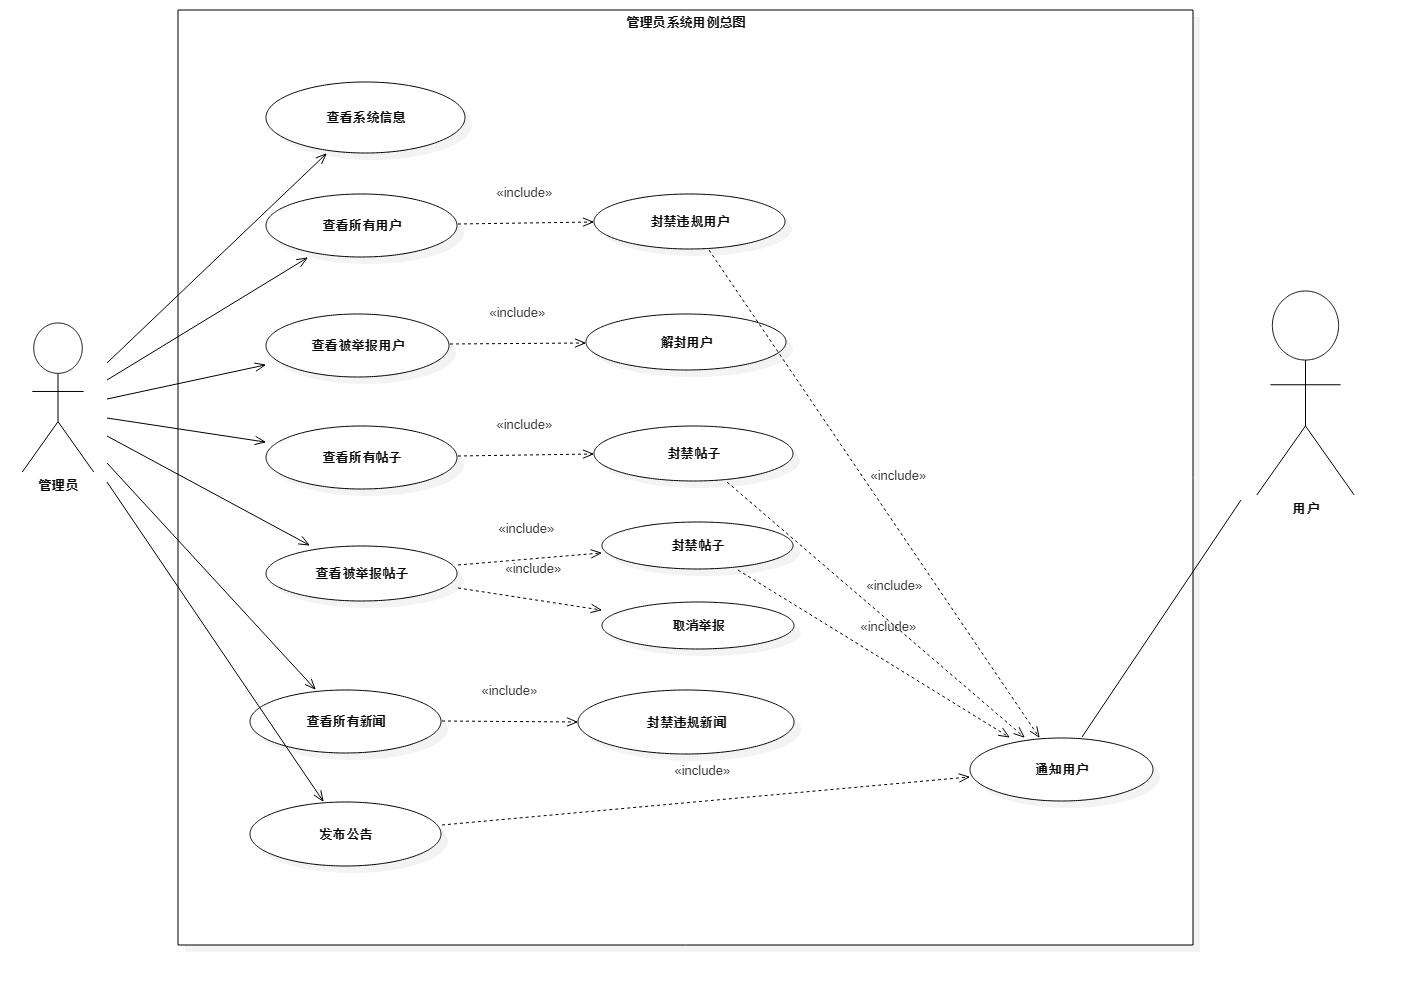 管理员系统用例总图
查看系统信息
«include»
查看所有用户
封禁违规用户
«include»
查看被举报用户
解封用户
«include»
查看所有帖子
封禁帖子
«include»
管理员
用户
«include»
查看被举报帖子
封禁帖子
«include»
取消举报
«include»
«include»
«include»
查看所有新闻
封禁违规新闻
«include»
通知用户
发布公告